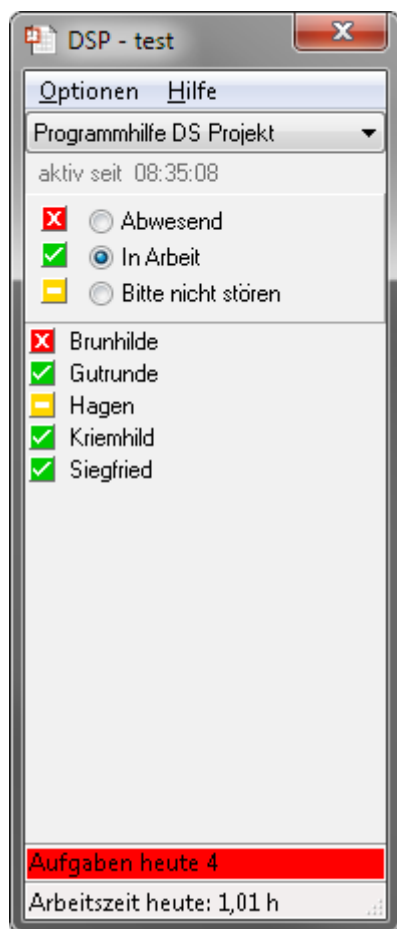 DSP - test
Optionen Hilfe
Programmhilfe DS Projekt
aktiv seit 08:35:08
Abwesend
In Arbeit
Bitte nicht stören
Brunhilde
Gutrunde
Hagen
Kriemhild
Siegfried
Aufgaben heute 4
Arbeitszeit heute: 1,01 h